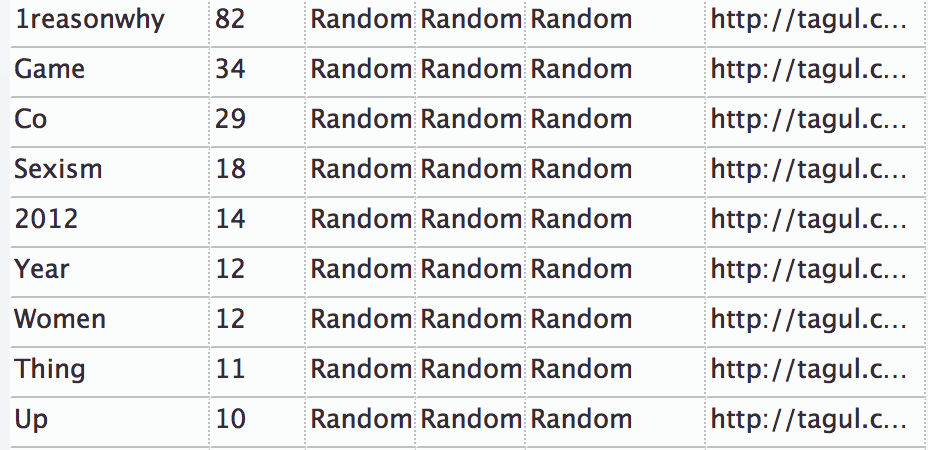 1reasonwhy 82 Random Random Random http://tagul.c...
Game 34 Random Random Random http://tagul.c...
Co 29 Random Random Random http://tagul.c...
Sexism 18 Random Random Random http://tagul.c...
2012 14 Random Random Random http://tagul.c...
Year 12 Random Random Random http://tagul.c...
Women 12 Random Random Random http://tagul.c...
Thing 11 Random Random Random http://tagul.c...
Up 10 Random Random Random http://tagul.c...